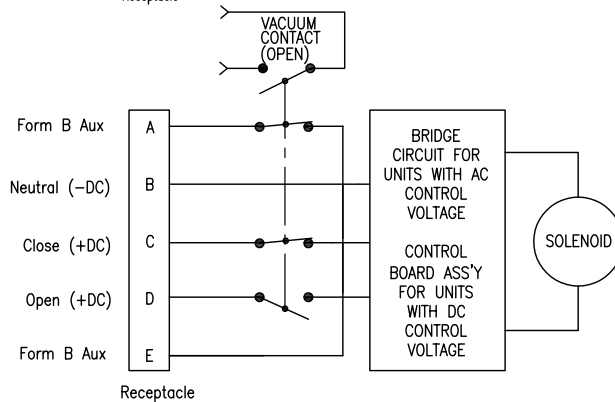 Receptacle
VACUUM
CONTACT
(OPEN)
Form B Aux
A
Neutral (-DC)
B
Close (+DC)
C
Open (+DC)
D
Form B Aux
E
Receptacle
BRIDGE
CIRCUIT FOR
UNITS WITH AC
CONTROL
VOLTAGE
CONTROL
BOARD ASS'Y
FOR UNITS
WITH DC
CONTROL
VOLTAGE
SOLENOID